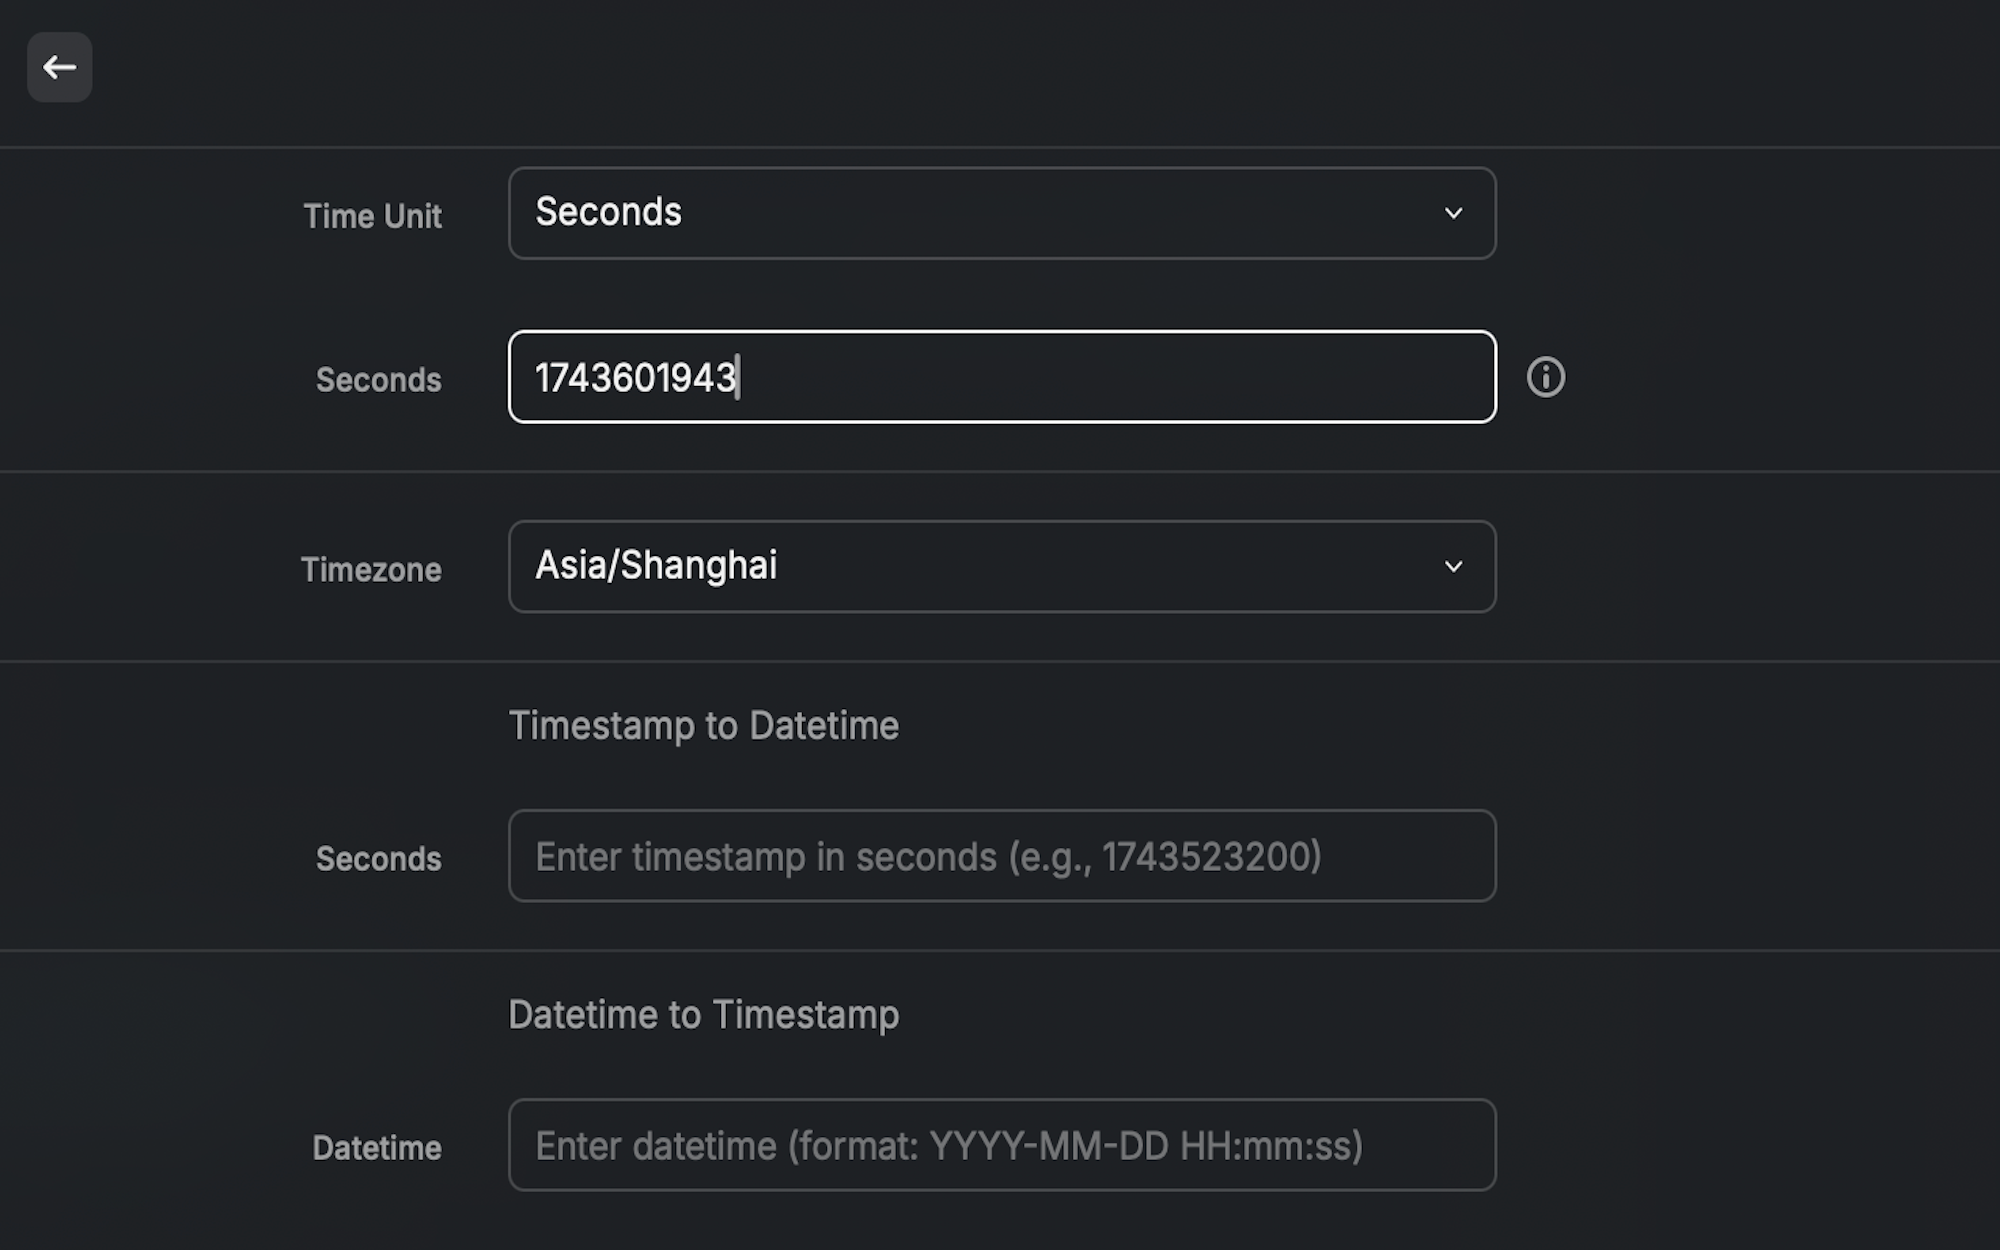 Time Unit
Seconds
Seconds
1743601943
Timezone
Asia/Shanghai
Timestamp to Datetime
Seconds
Enter timestamp in seconds (e.g., 1743523200)
Datetime to Timestamp
Datetime
Enter datetime (format: YYYY-MM-DD HH:mm:ss)